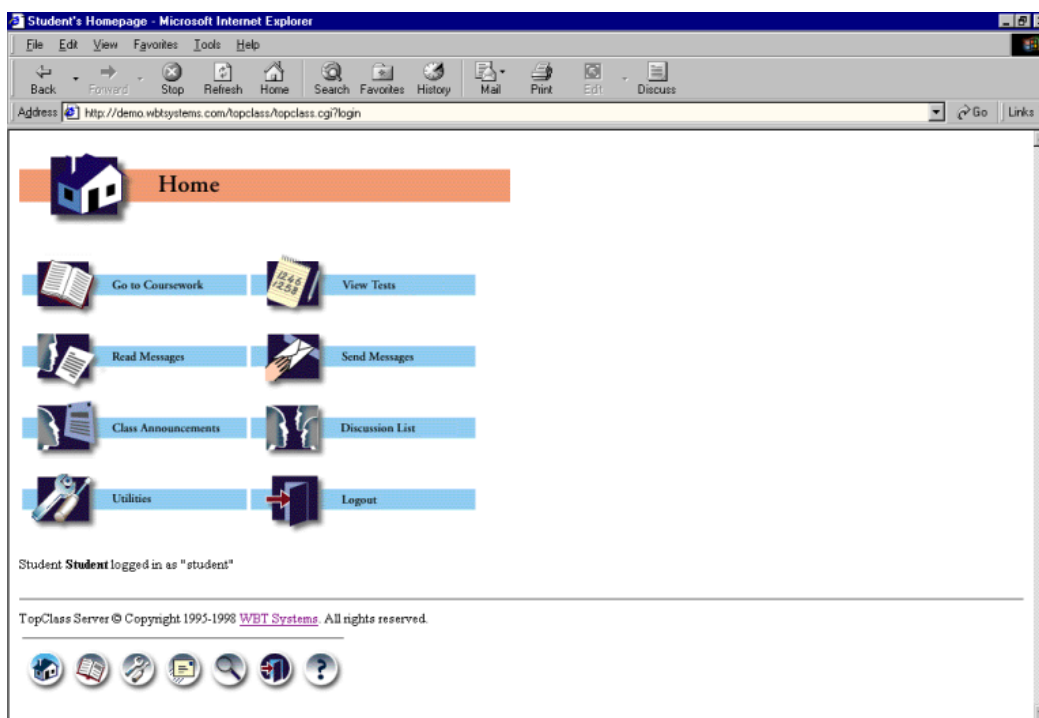 Student's Homepage - Microsoft Internet Explorer
File Edit View Favorites Tools Help
Back Forward Stop Refresh Home Search Favorites History Mail Print Edit Discuss
Address http://demo.wbtsystems.com/topclass/topclass.cgi?login Go Links
Home
Go to Coursework View Tests
1246
1258
Read Messages Send Messages
Class Announcements Discussion List
Utilities Logout
Student Student logged in as "student"
TopClass Server © Copyright 1995-1998 WBT Systems. All rights reserved.
?